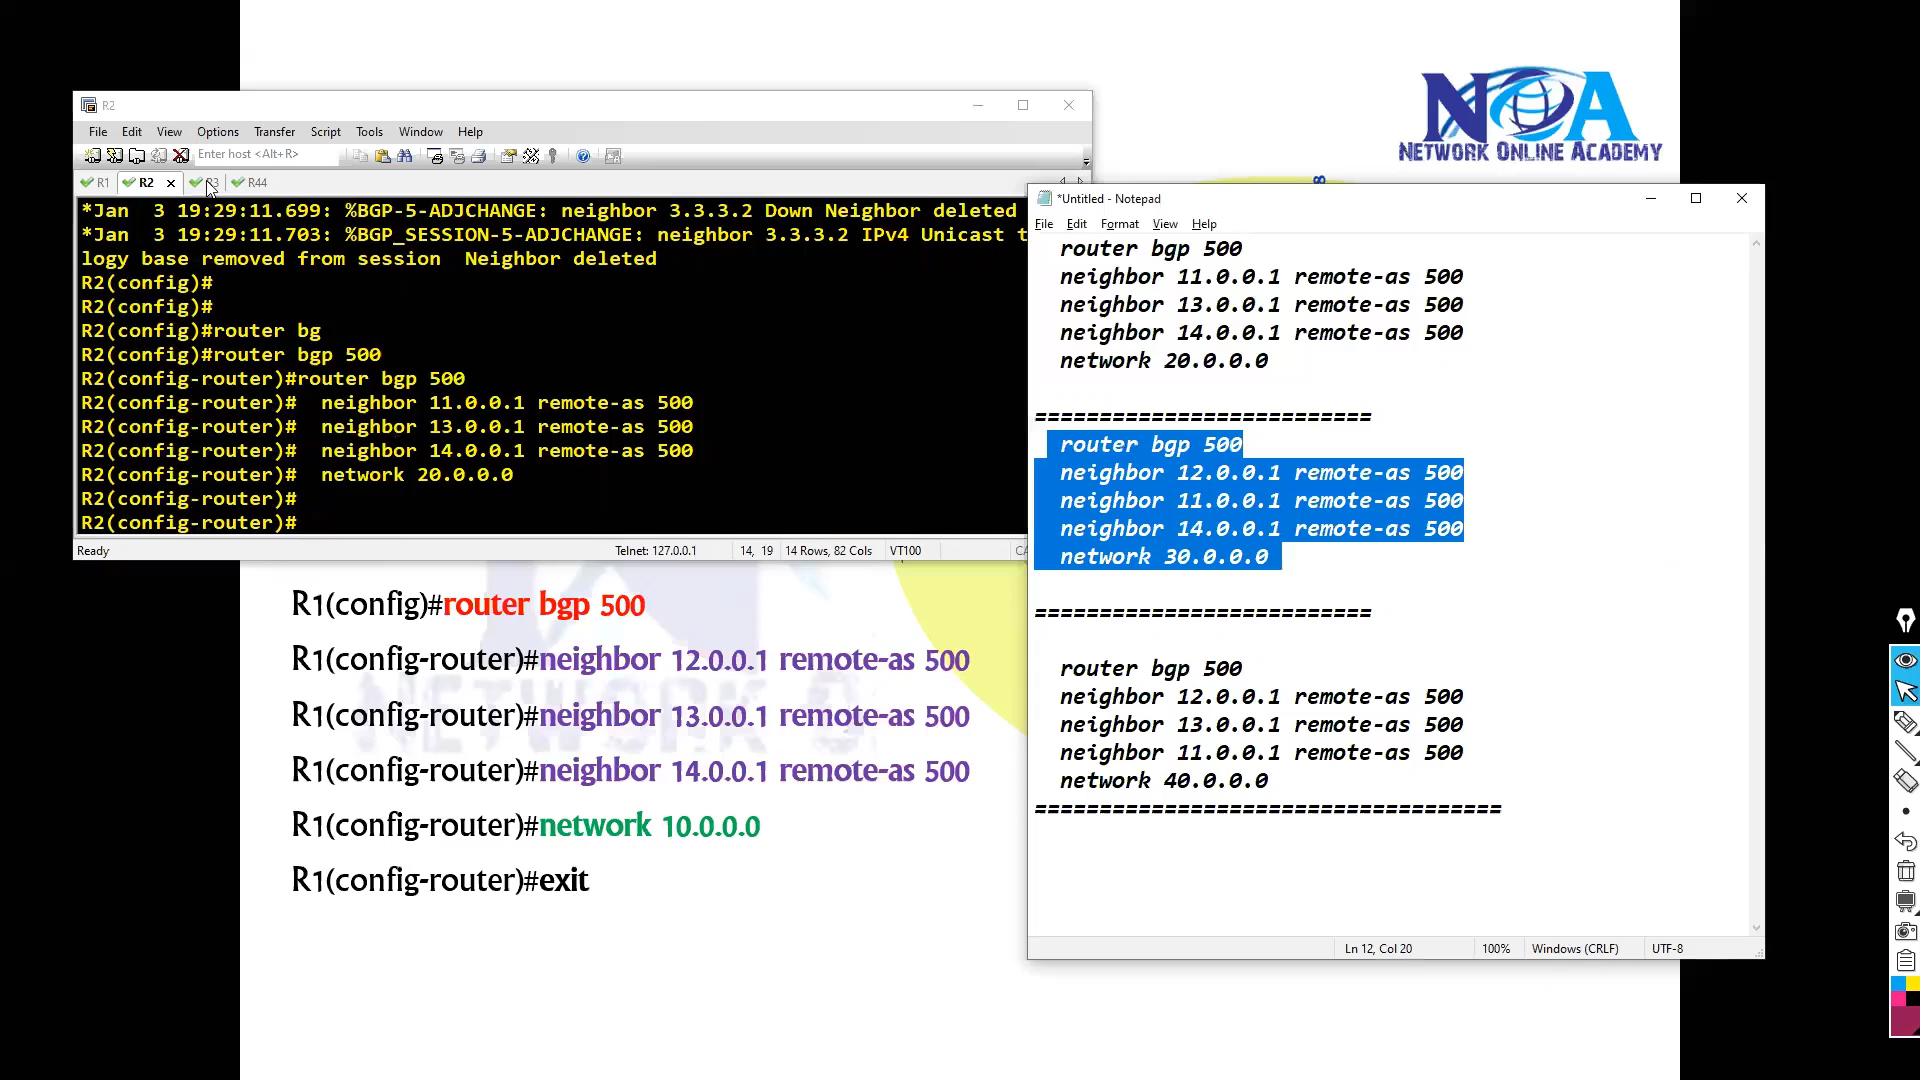 NOA
NETWORK ONLINE ACADEMY
R2
File Edit View Options Transfer Script Tools Window Help
Enter host <Alt+R>
R1 R2 R3 R44
*Jan  3 19:29:11.699: %BGP-5-ADJCHANGE: neighbor 3.3.3.2 Down Neighbor deleted
*Jan  3 19:29:11.703: %BGP_SESSION-5-ADJCHANGE: neighbor 3.3.3.2 IPv4 Unicast t
logy base removed from session  Neighbor deleted
R2(config)#
R2(config)#
R2(config)#router bg
R2(config)#router bgp 500
R2(config-router)#router bgp 500
R2(config-router)#  neighbor 11.0.0.1 remote-as 500
R2(config-router)#  neighbor 13.0.0.1 remote-as 500
R2(config-router)#  neighbor 14.0.0.1 remote-as 500
R2(config-router)#  network 20.0.0.0
R2(config-router)#
R2(config-router)#
Ready Telnet: 127.0.0.1 14, 19 14 Rows, 82 Cols VT100 CA
R1(config)#router bgp 500
R1(config-router)#neighbor 12.0.0.1 remote-as 500
R1(config-router)#neighbor 13.0.0.1 remote-as 500
R1(config-router)#neighbor 14.0.0.1 remote-as 500
R1(config-router)#network 10.0.0.0
R1(config-router)#exit
NETWORK O
*Untitled - Notepad
File Edit Format View Help
router bgp 500
neighbor 11.0.0.1 remote-as 500
neighbor 13.0.0.1 remote-as 500
neighbor 14.0.0.1 remote-as 500
network 20.0.0.0
==========================
router bgp 500
neighbor 12.0.0.1 remote-as 500
neighbor 11.0.0.1 remote-as 500
neighbor 14.0.0.1 remote-as 500
network 30.0.0.0
==========================
router bgp 500
neighbor 12.0.0.1 remote-as 500
neighbor 13.0.0.1 remote-as 500
neighbor 11.0.0.1 remote-as 500
network 40.0.0.0
====================================
Ln 12, Col 20 100% Windows (CRLF) UTF-8